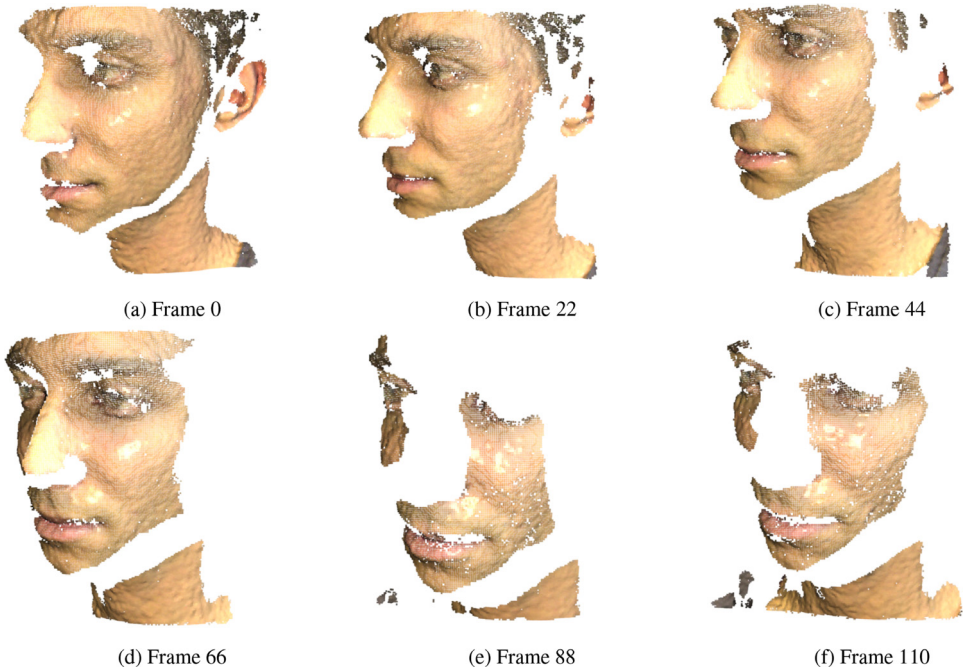 (a) Frame 0
(b) Frame 22
(c) Frame 44
(d) Frame 66
(e) Frame 88
(f) Frame 110